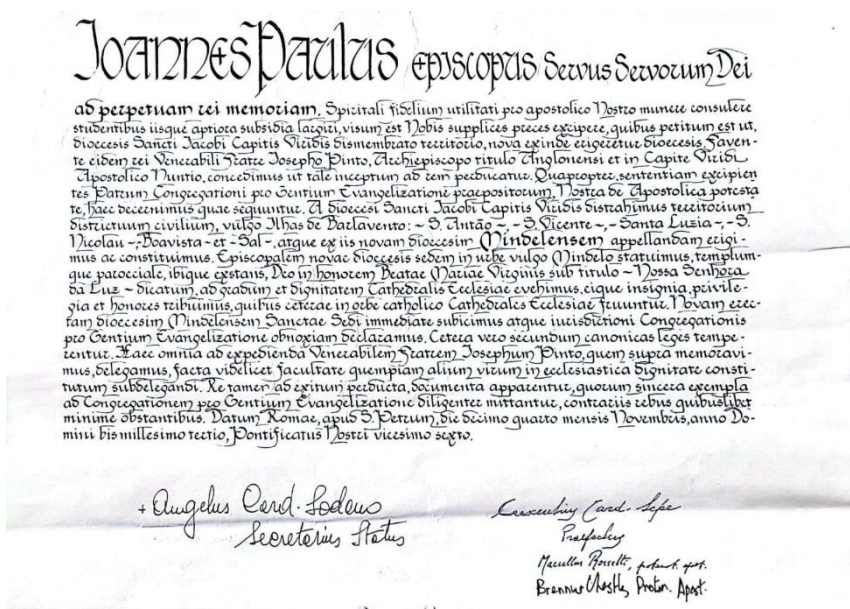 JOANNES PAULUS EPISCOPUS Servus Servorum Dei
ad perpetuam rei memoriam. Spiritali fidelium utilitati pro apostolico Nostro munere consulere
studentibus iisque aptiora subsidia largiri, visum est Nobis supplices preces excipere, quibus petitum est ut,
dioecesis Sancti Jacobi Capitis Viridis dismembrato territorio, nova exinde erigeretur dioecesis. Faven-
te eidem rei Venerabili Fratre Iosepho Pinto, Archiepiscopo titulo Anglonensi et in Capite Viridi
Apostolico Nuntio, concedimus ut tale inceptum ad rem perducatur. Quapropter, sententiam excipien-
tes Patrum Congregationi pro Gentium Evangelizatione praepositorum, Nostra de Apostolica potesta
te, haec decernimus quae sequuntur. A dioecesi Sancti Jacobi Capitis Viridis distrahimus territorium
districtuum civilium, vulgo Ilhas de Barlavento: ~ S. Antão ~, - S. Vicente ~, - Santa Luzia ~, - S.
Nicolau -; Boavista - et - Sal -, atque ex iis novam dioecesim Mindelensem appellandam erigi-
mus ac constituimus. Episcopalem novae dioecesis sedem in urbe vulgo Mindelo statuimus, templum-
que paroeciale, ibique exstans, Deo in honorem Beatae Mariae Virginis sub titulo ~ Nossa Senhora
da Luz ~ dicatum, ad gradum et dignitatem Cathedralis Ecclesiae evehimus, eique insignia, privile-
gia et honores tribuimus, quibus ceterae in orbe catholico Cathedrales Ecclesiae fruuntur. Novam erec-
tam dioecesim Mindelensem Sanctae Sedi immediate subicimus atque iurisdictioni Congregationis
pro Gentium Evangelizatione obnoxiam declaramus. Cetera vero secundum canonicas leges tempe-
rentur. Haec omnia ad expedienda Venerabilem Fratrem Iosephum Pinto, quem supra memoravi-
mus, delegamus, facta videlicet facultate quempiam alium virum in ecclesiastica dignitate consti-
tutum subdelegandi. Re tamen ad exitum perducta, documenta apparentur, quorum sincera exempla
ad Congregationem pro Gentium Evangelizatione diligenter mittantur, contrariis rebus quibuslibet
minime obstantibus. Datum Romae, apud S. Petrum, die decimo quarto mensis Novembris, anno Do-
mini bis millesimo tertio, Pontificatus Nostri vicesimo sexto.
+ Angelus Card. Sodano
Secretarius Status
Crescentius Card. Sepe
Praefectus
Marcellus Rossetti, protonot. apost.
Proton. Apost.